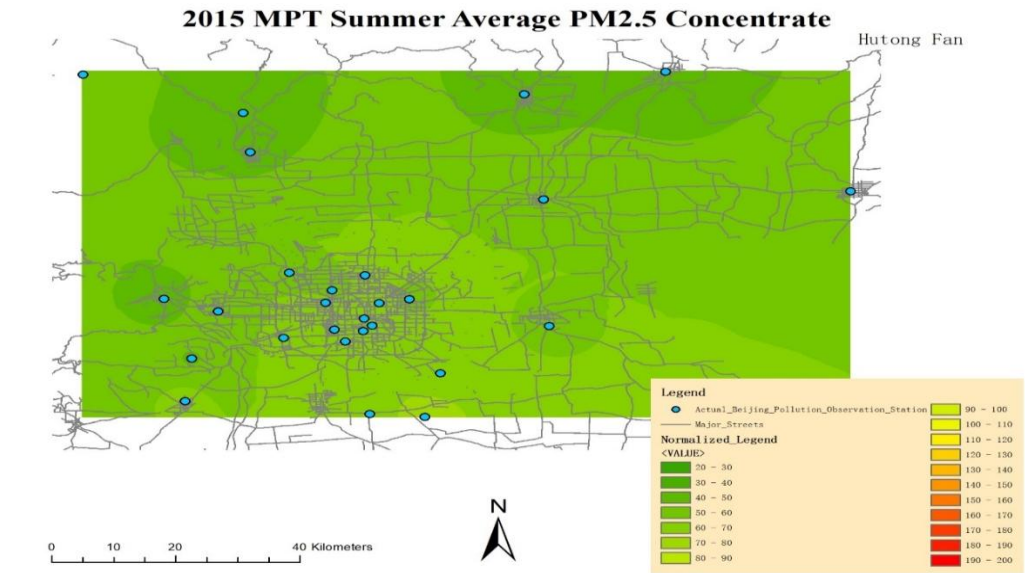 2015 MPT Summer Average PM2.5 Concentrate
Hutong Fan
Legend
Actual_Beijing_Pollution_Observation_Station
Major_Streets
Normalized_Legend
<VALUE>
20 - 30
30 - 40
40 - 50
50 - 60
60 - 70
70 - 80
80 - 90
90 - 100
100 - 110
110 - 120
120 - 130
130 - 140
140 - 150
150 - 160
160 - 170
170 - 180
180 - 190
190 - 200
N
0 10 20 40 Kilometers